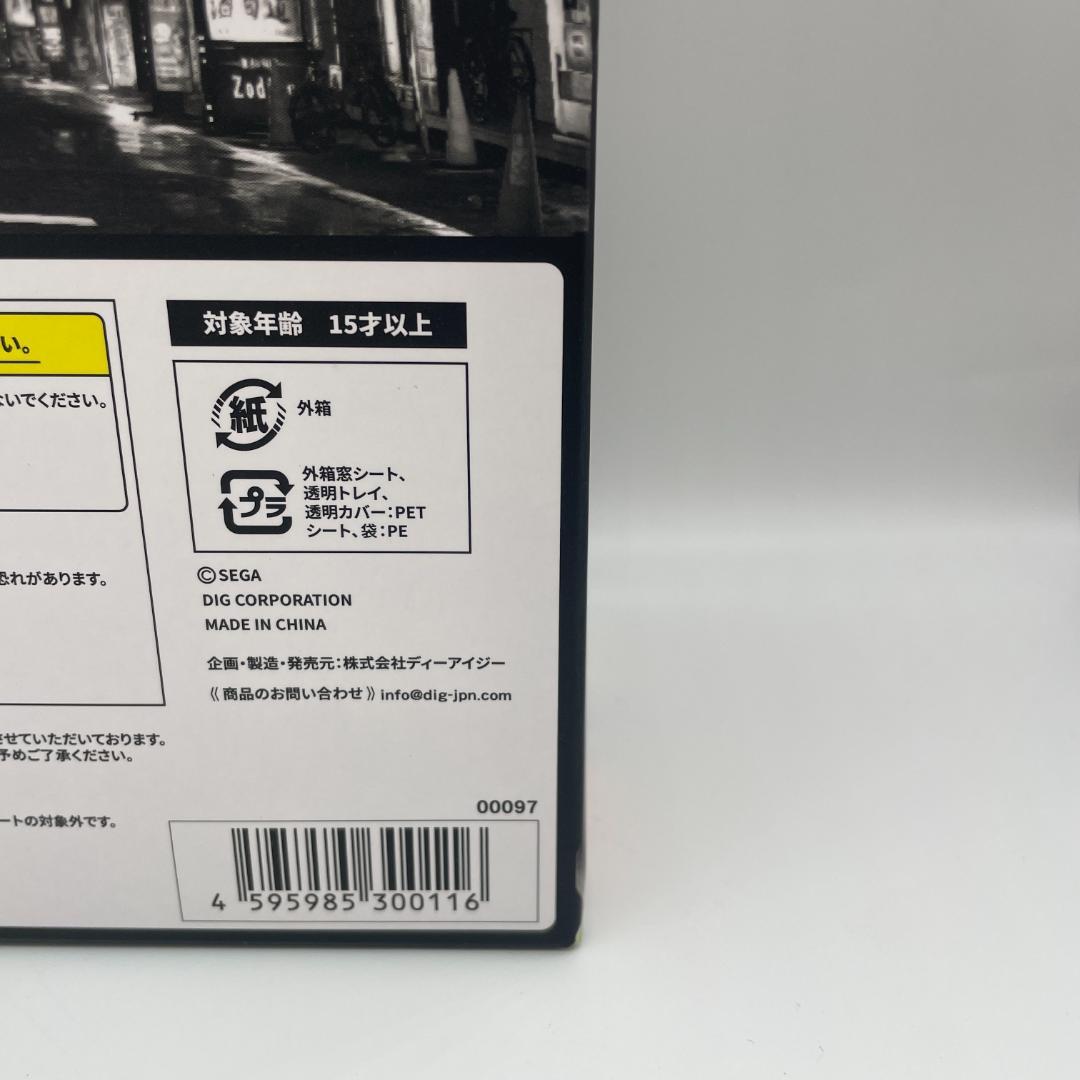 酒
Zod
い。
ないでください。
恐れがあります。
させていただいております。
予めご了承ください。
ートの対象外です。
対象年齢 15才以上
紙
外箱
プラ
外箱窓シート、
透明トレイ、
透明カバー:PET
シート、袋:PE
©SEGA
DIG CORPORATION
MADE IN CHINA
企画・製造・発売元:株式会社ディーアイジー
《商品のお問い合わせ》info@dig-jpn.com
00097
4 595985 300116